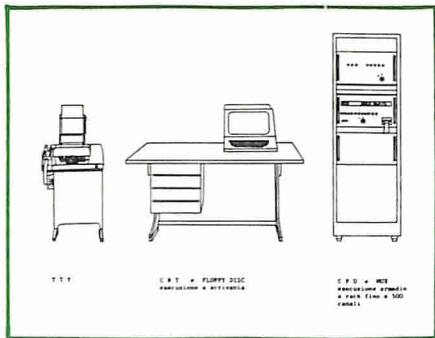 T T Y
C R T e FLOPPY DISC
esecuzione a scrivania
C P U e MUX
esecuzione armadio
a rack fino a 500
canali